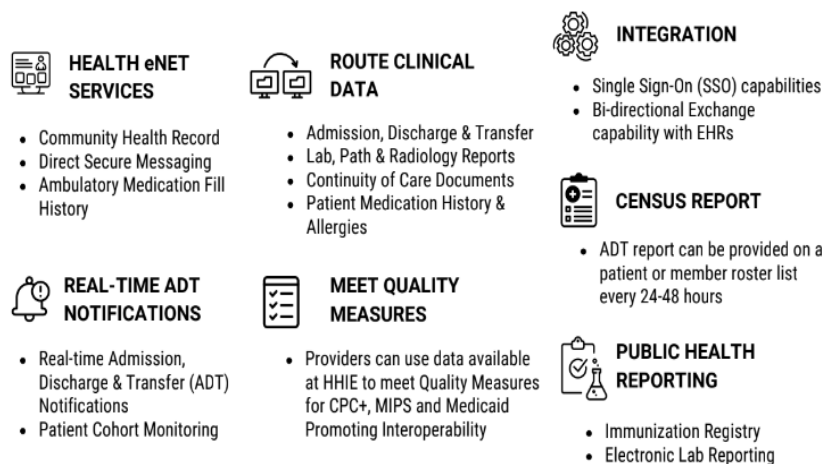 HEALTH eNET
SERVICES
• Community Health Record
• Direct Secure Messaging
• Ambulatory Medication Fill
History
ROUTE CLINICAL
DATA
• Admission, Discharge & Transfer
• Lab, Path & Radiology Reports
• Continuity of Care Documents
• Patient Medication History &
Allergies
INTEGRATION
• Single Sign-On (SSO) capabilities
• Bi-directional Exchange
capability with EHRs
CENSUS REPORT
• ADT report can be provided on a
patient or member roster list
every 24-48 hours
REAL-TIME ADT
NOTIFICATIONS
• Real-time Admission,
Discharge & Transfer (ADT)
Notifications
• Patient Cohort Monitoring
MEET QUALITY
MEASURES
• Providers can use data available
at HHIE to meet Quality Measures
for CPC+, MIPS and Medicaid
Promoting Interoperability
PUBLIC HEALTH
REPORTING
• Immunization Registry
• Electronic Lab Reporting